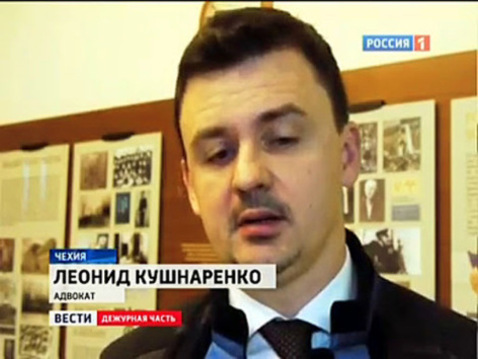 РОССИЯ 1
ЧЕХИЯ
ЛЕОНИД КУШНАРЕНКО
АДВОКАТ
ВЕСТИ ДЕЖУРНАЯ ЧАСТЬ